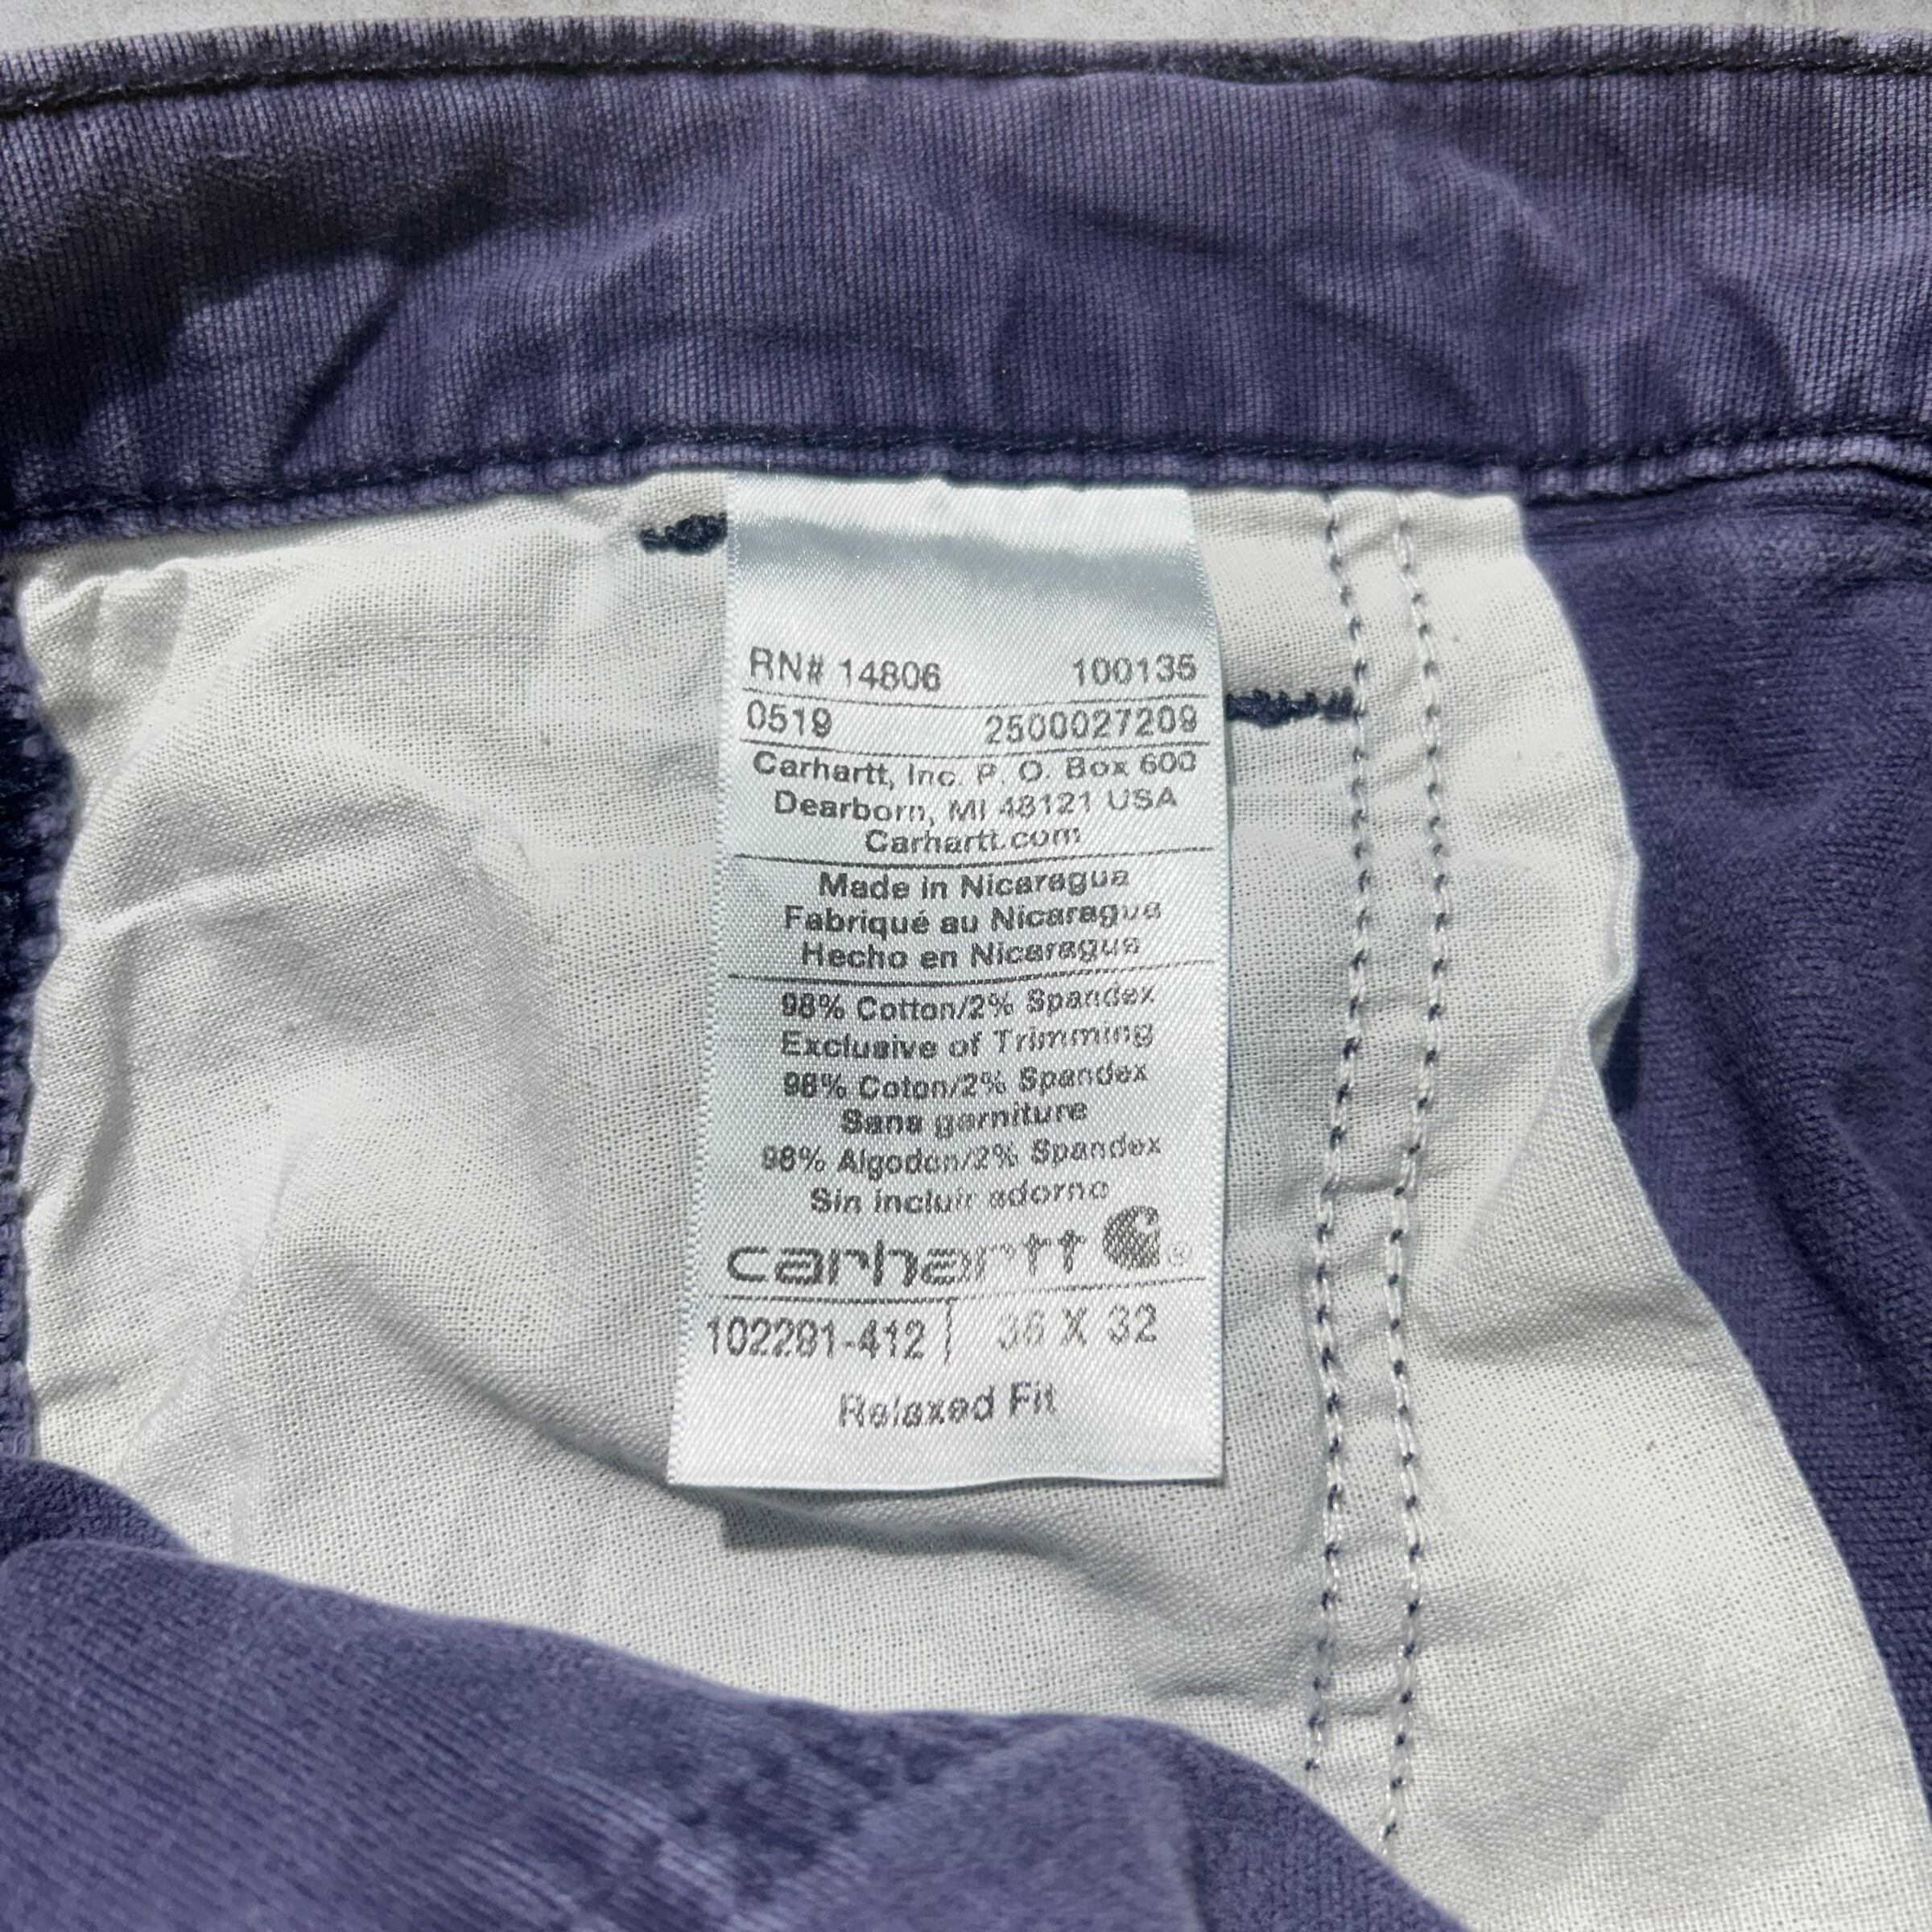 RN# 14806 100135
0519 2500027209
Carhartt, Inc. P. O. Box 600
Dearborn, MI 48121 USA
Carhartt.com
Made in Nicaragua
Fabriqué au Nicaragua
Hecho en Nicaragua
98% Cotton/2% Spandex
Exclusive of Trimming
98% Coton/2% Spandex
Sans garniture
98% Algodon/2% Spandex
Sin incluir adorno
carhartt ®
102291-412 36 X 32
Relaxed Fit